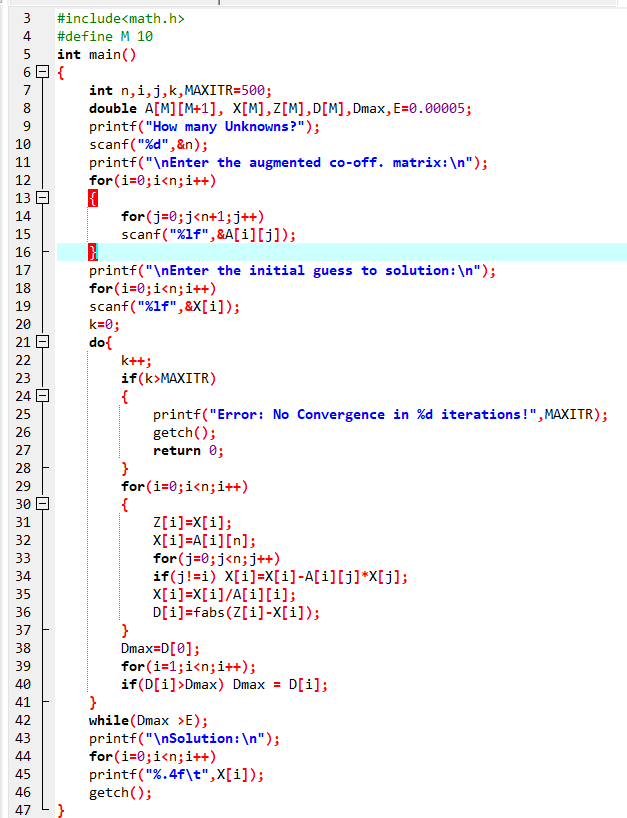 3 #include<math.h>
4 #define M 10
5 int main()
6 {
7 int n,i,j,k,MAXITR=500;
8 double A[M][M+1], X[M],Z[M],D[M],Dmax,E=0.00005;
9 printf("How many Unknowns?");
10 scanf("%d",&n);
11 printf("\nEnter the augmented co-off. matrix:\n");
12 for(i=0;i<n;i++)
13 {
14 for(j=0;j<n+1;j++)
15 scanf("%lf",&A[i][j]);
16 }
17 printf("\nEnter the initial guess to solution:\n");
18 for(i=0;i<n;i++)
19 scanf("%lf",&X[i]);
20 k=0;
21 do{
22 k++;
23 if(k>MAXITR)
24 {
25 printf("Error: No Convergence in %d iterations!",MAXITR);
26 getch();
27 return 0;
28 }
29 for(i=0;i<n;i++)
30 {
31 Z[i]=X[i];
32 X[i]=A[i][n];
33 for(j=0;j<n;j++)
34 if(j!=i) X[i]=X[i]-A[i][j]*X[j];
35 X[i]=X[i]/A[i][i];
36 D[i]=fabs(Z[i]-X[i]);
37 }
38 Dmax=D[0];
39 for(i=1;i<n;i++);
40 if(D[i]>Dmax) Dmax = D[i];
41 }
42 while(Dmax >E);
43 printf("\nSolution:\n");
44 for(i=0;i<n;i++)
45 printf("%.4f\t",X[i]);
46 getch();
47 }